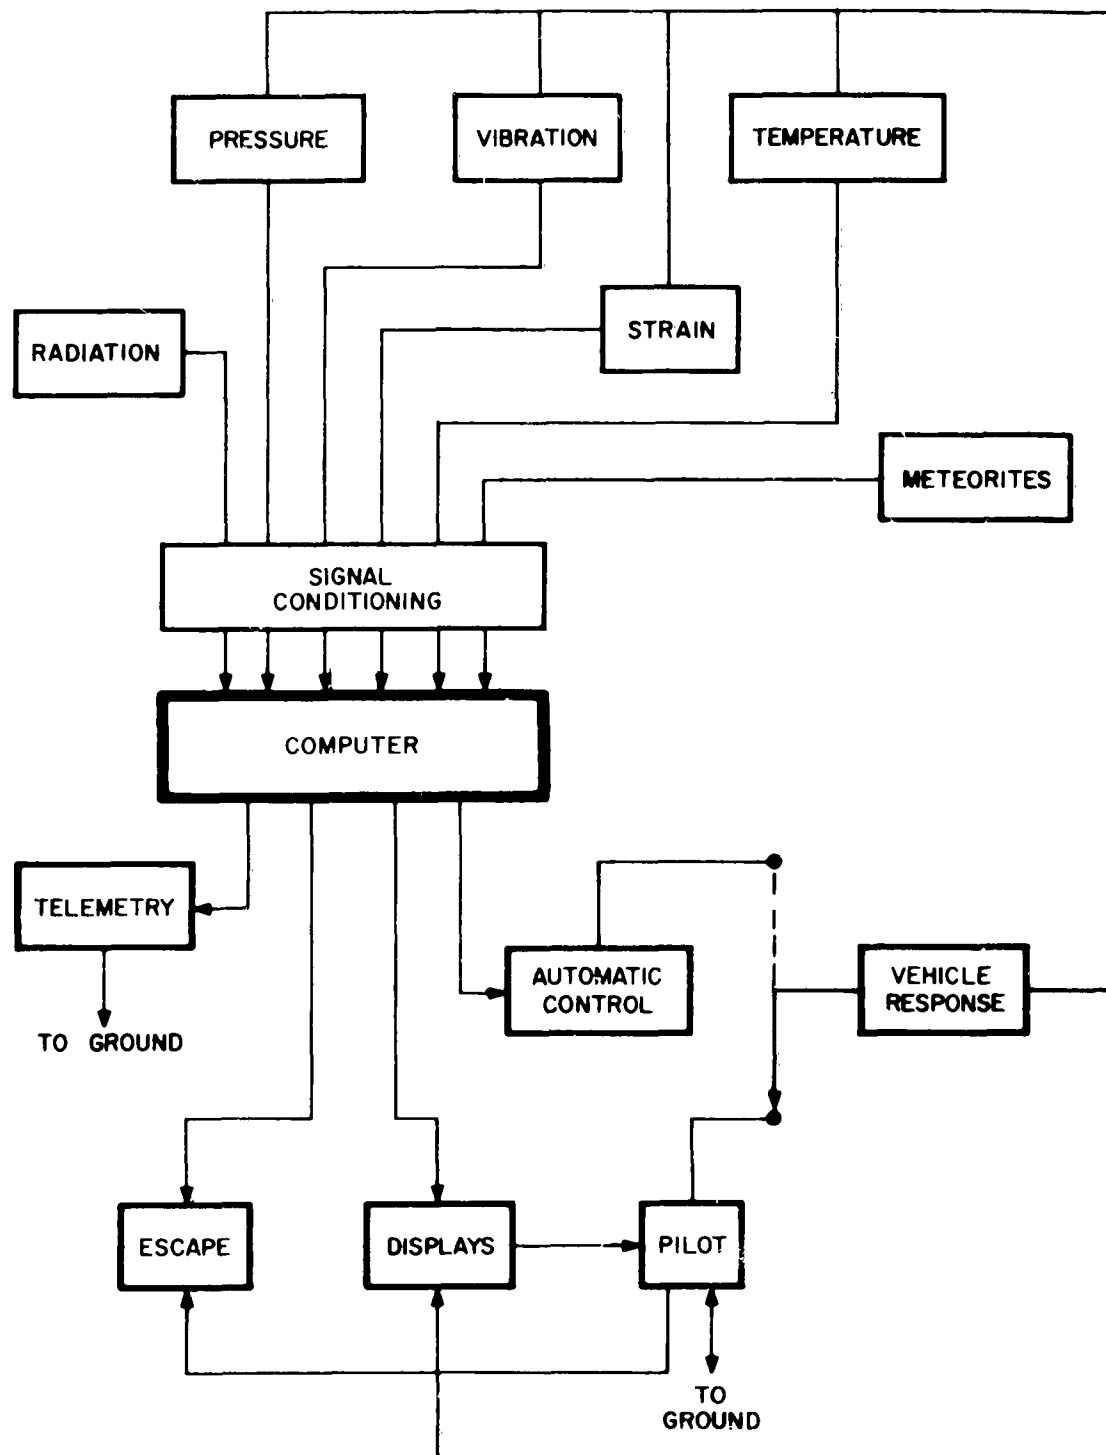 PRESSURE
VIBRATION
TEMPERATURE
RADIATION
STRAIN
METEORITES
SIGNAL
CONDITIONING
COMPUTER
TELEMETRY
AUTOMATIC
CONTROL
VEHICLE
RESPONSE
TO GROUND
ESCAPE
DISPLAYS
PILOT
TO
GROUND